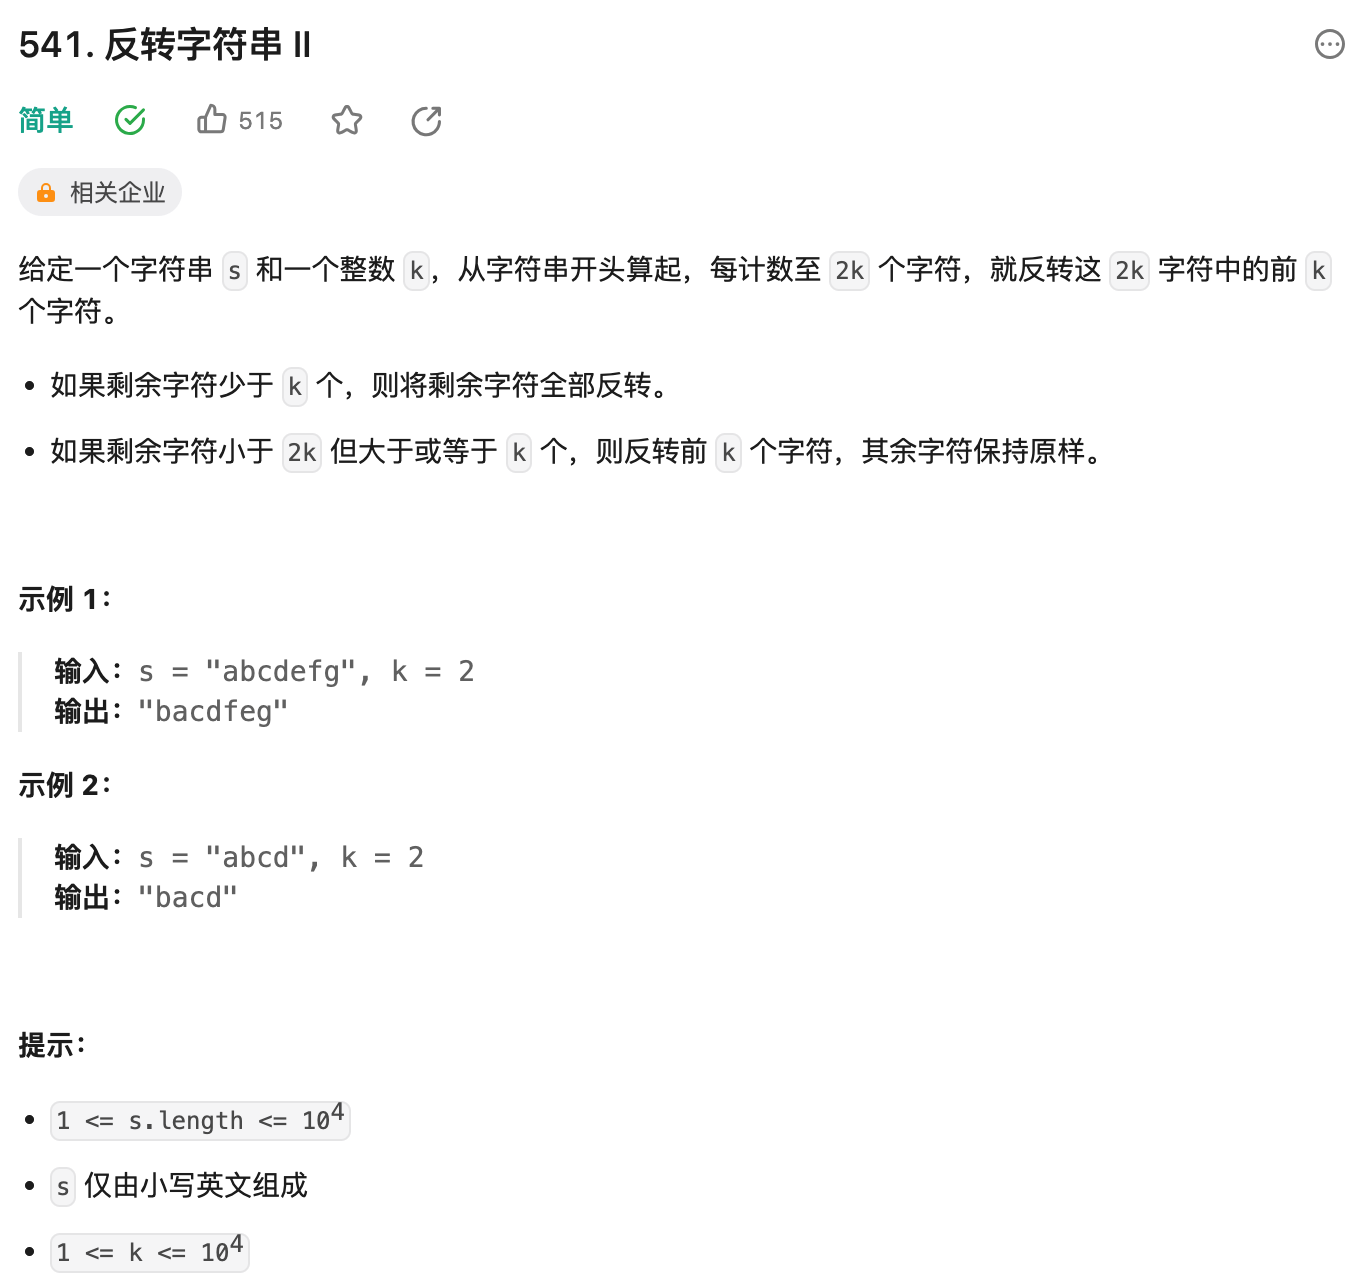 541. 反转字符串 II
简单 515
相关企业
给定一个字符串 s 和一个整数 k，从字符串开头算起，每计数至 2k 个字符，就反转这 2k 字符中的前 k
个字符。
• 如果剩余字符少于 k 个，则将剩余字符全部反转。
• 如果剩余字符小于 2k 但大于或等于 k 个，则反转前 k 个字符，其余字符保持原样。
示例 1：
输入：s = "abcdefg", k = 2
输出："bacdfeg"
示例 2：
输入：s = "abcd", k = 2
输出："bacd"
提示：
• 1 <= s.length <= 10⁴
• s 仅由小写英文组成
• 1 <= k <= 10⁴